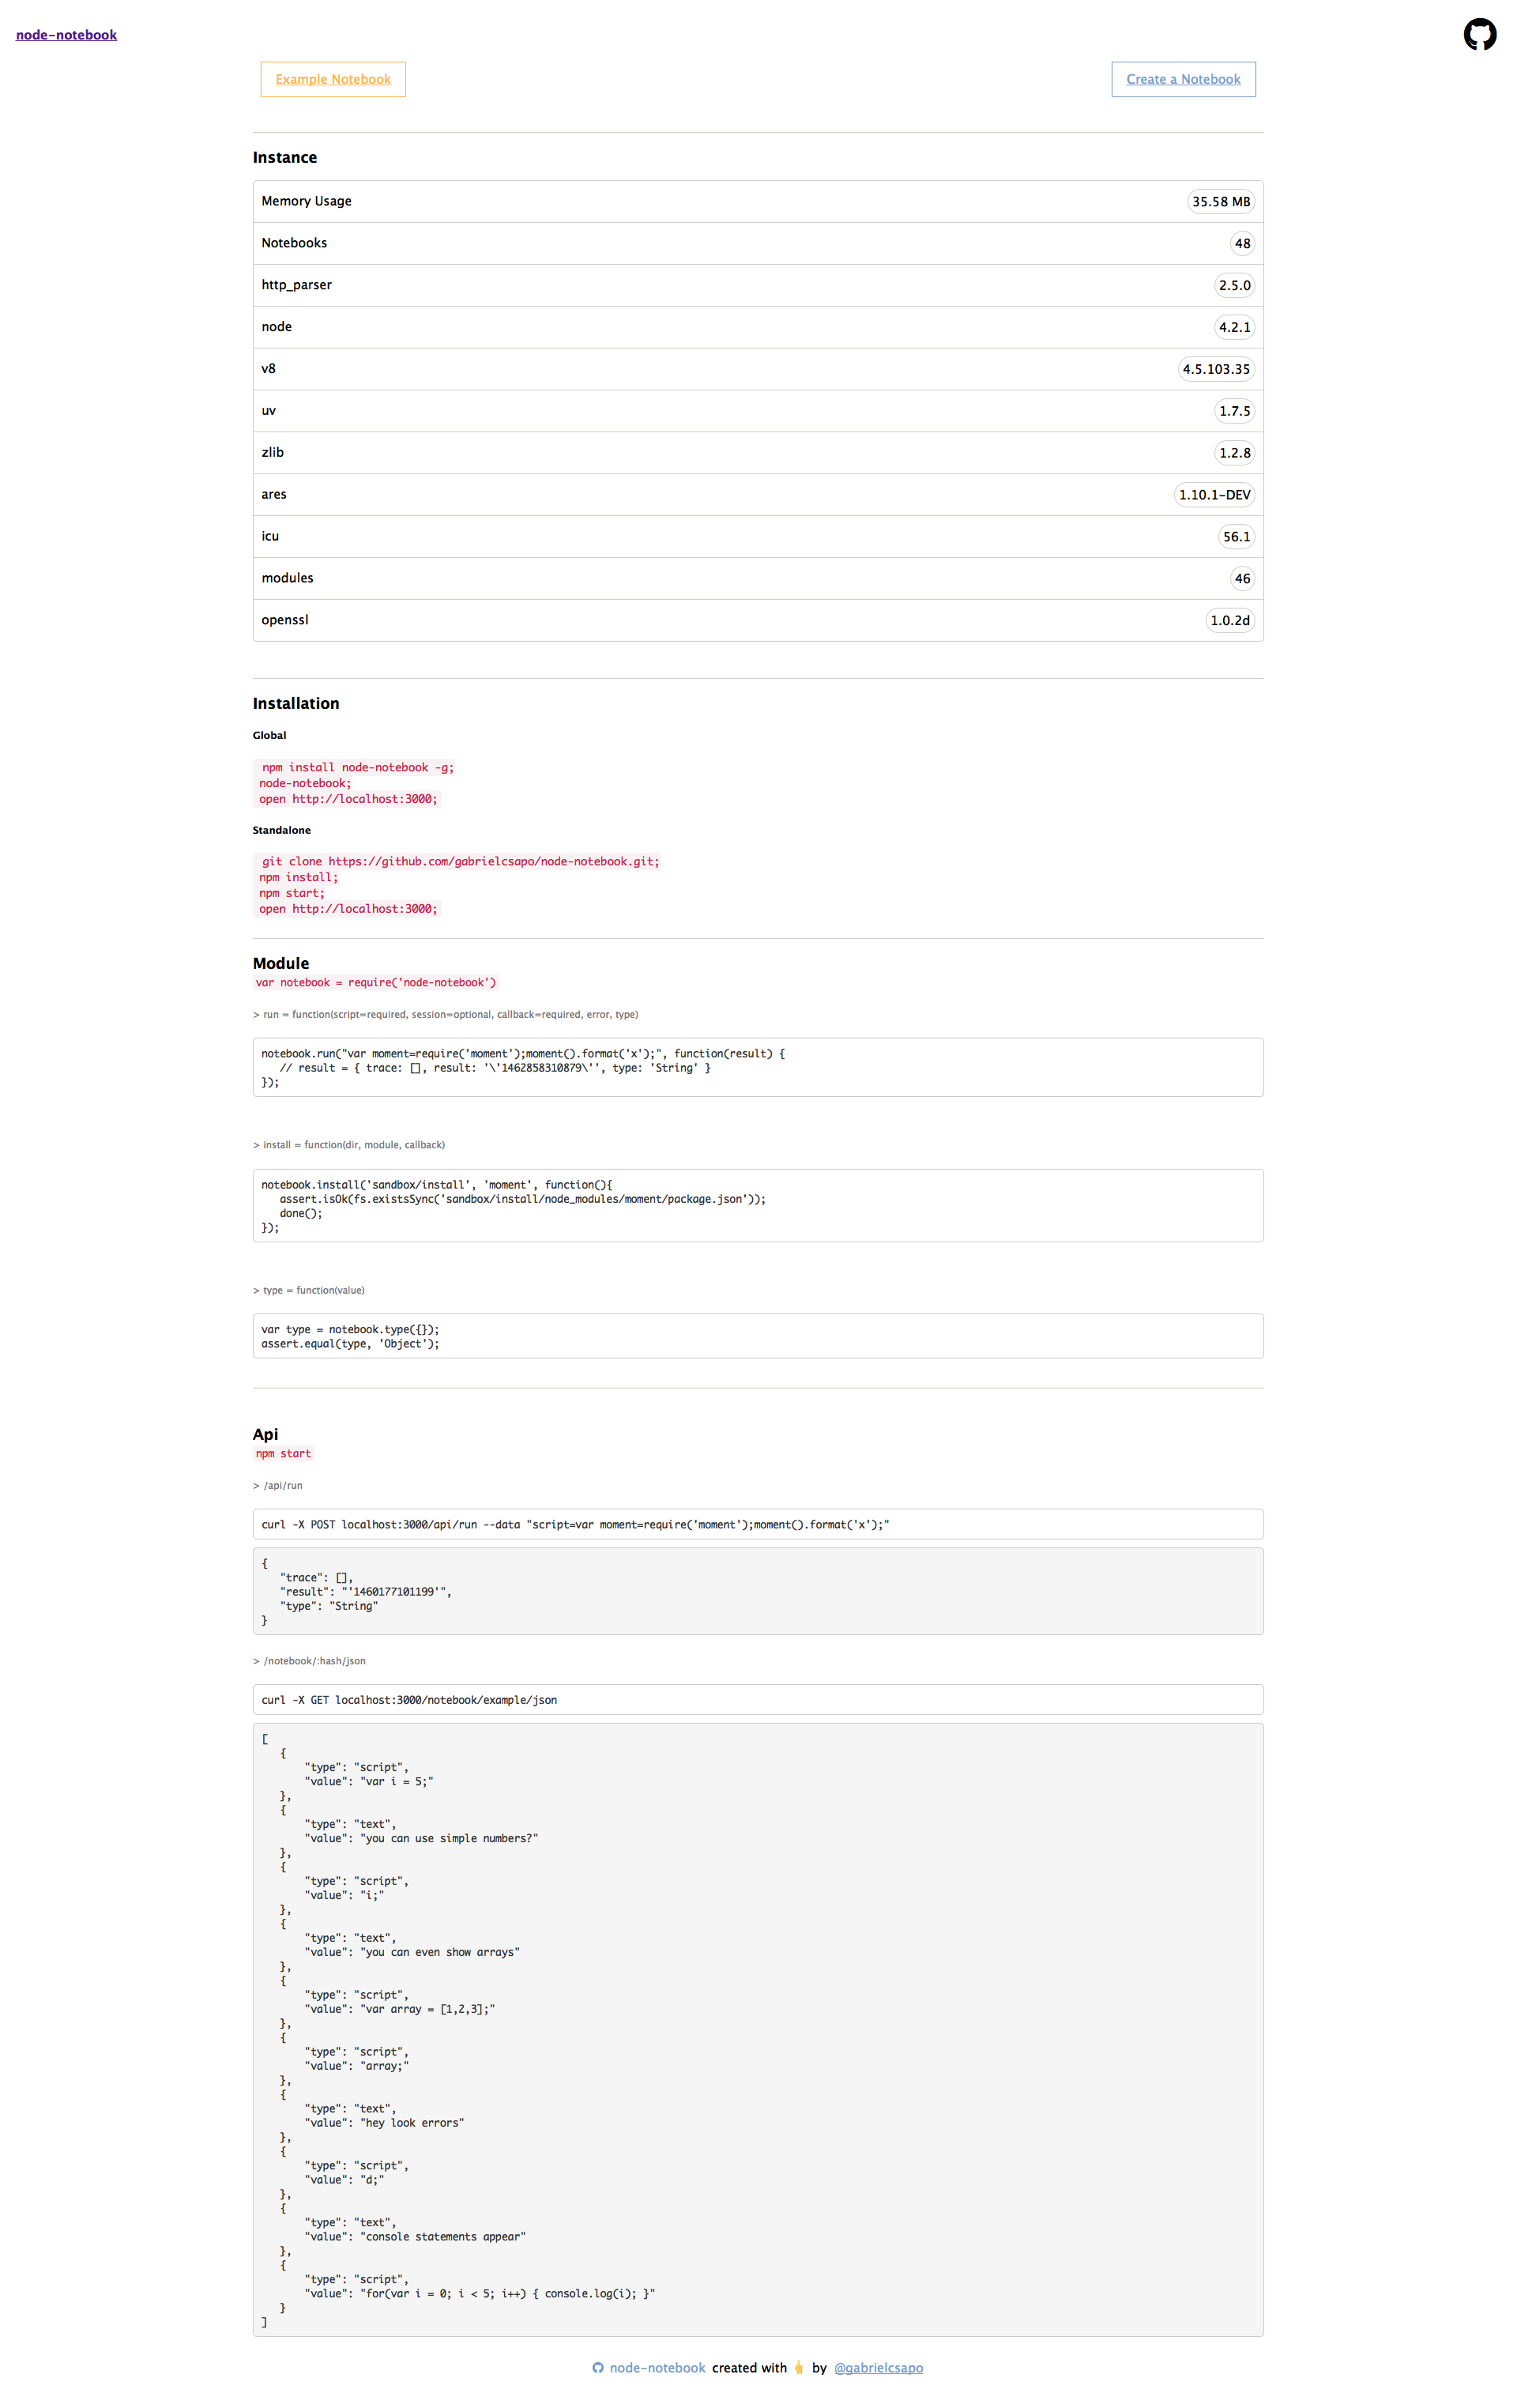 node-notebook
Example Notebook
Create a Notebook
Instance
Memory Usage 35.58 MB
Notebooks 48
http_parser 2.5.0
node 4.2.1
v8 4.5.103.35
uv 1.7.5
zlib 1.2.8
ares 1.10.1-DEV
icu 56.1
modules 46
openssl 1.0.2d
Installation
Global
npm install node-notebook -g;
node-notebook;
open http://localhost:3000;
Standalone
git clone https://github.com/gabrielcsapo/node-notebook.git;
npm install;
npm start;
open http://localhost:3000;
Module
var notebook = require('node-notebook')
> run = function(script=required, session=optional, callback=required, error, type)
notebook.run("var moment=require('moment');moment().format('x');", function(result) {
   // result = { trace: [], result: '\'1462858310879\'', type: 'String' }
});
> install = function(dir, module, callback)
notebook.install('sandbox/install', 'moment', function(){
   assert.isOk(fs.existsSync('sandbox/install/node_modules/moment/package.json'));
   done();
});
> type = function(value)
var type = notebook.type({});
assert.equal(type, 'Object');
Api
npm start
> /api/run
curl -X POST localhost:3000/api/run --data "script=var moment=require('moment');moment().format('x');"
{
   "trace": [],
   "result": "'1460177101199'",
   "type": "String"
}
> /notebook/:hash/json
curl -X GET localhost:3000/notebook/example/json
[
   {
       "type": "script",
       "value": "var i = 5;"
   },
   {
       "type": "text",
       "value": "you can use simple numbers?"
   },
   {
       "type": "script",
       "value": "i;"
   },
   {
       "type": "text",
       "value": "you can even show arrays"
   },
   {
       "type": "script",
       "value": "var array = [1,2,3];"
   },
   {
       "type": "script",
       "value": "array;"
   },
   {
       "type": "text",
       "value": "hey look errors"
   },
   {
       "type": "script",
       "value": "d;"
   },
   {
       "type": "text",
       "value": "console statements appear"
   },
   {
       "type": "script",
       "value": "for(var i = 0; i < 5; i++) { console.log(i); }"
   }
]
node-notebook created with 🖕 by @gabrielcsapo